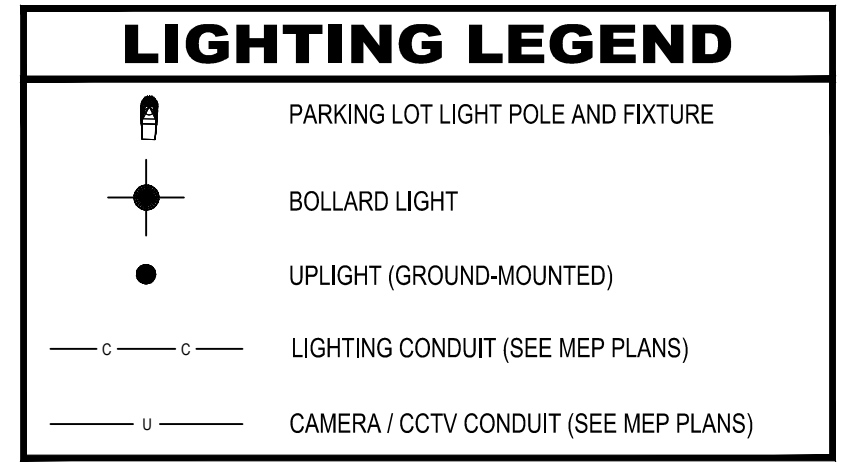 LIGHTING LEGEND
PARKING LOT LIGHT POLE AND FIXTURE
BOLLARD LIGHT
UPLIGHT (GROUND-MOUNTED)
C C LIGHTING CONDUIT (SEE MEP PLANS)
U CAMERA / CCTV CONDUIT (SEE MEP PLANS)